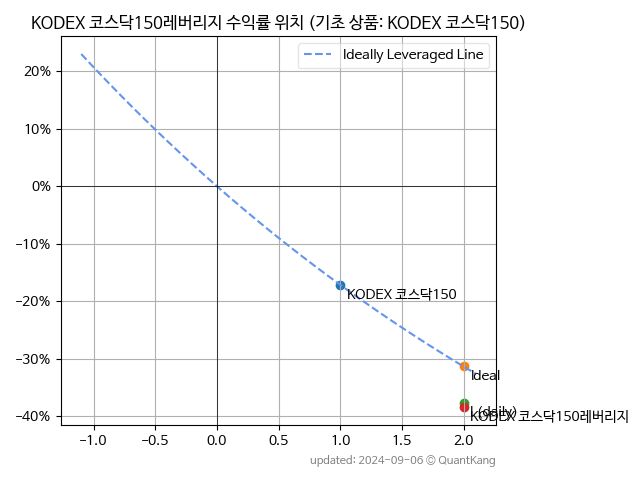 KODEX 코스닥150레버리지 수익률 위치 (기초 상품: KODEX 코스닥150)
Ideally Leveraged Line
20%
10%
0%
−10%
−20%
−30%
−40%
KODEX 코스닥150
Ideal
(daily)
KODEX 코스닥150레버리지
−1.0 −0.5 0.0 0.5 1.0 1.5 2.0
updated: 2024-09-06 © QuantKang